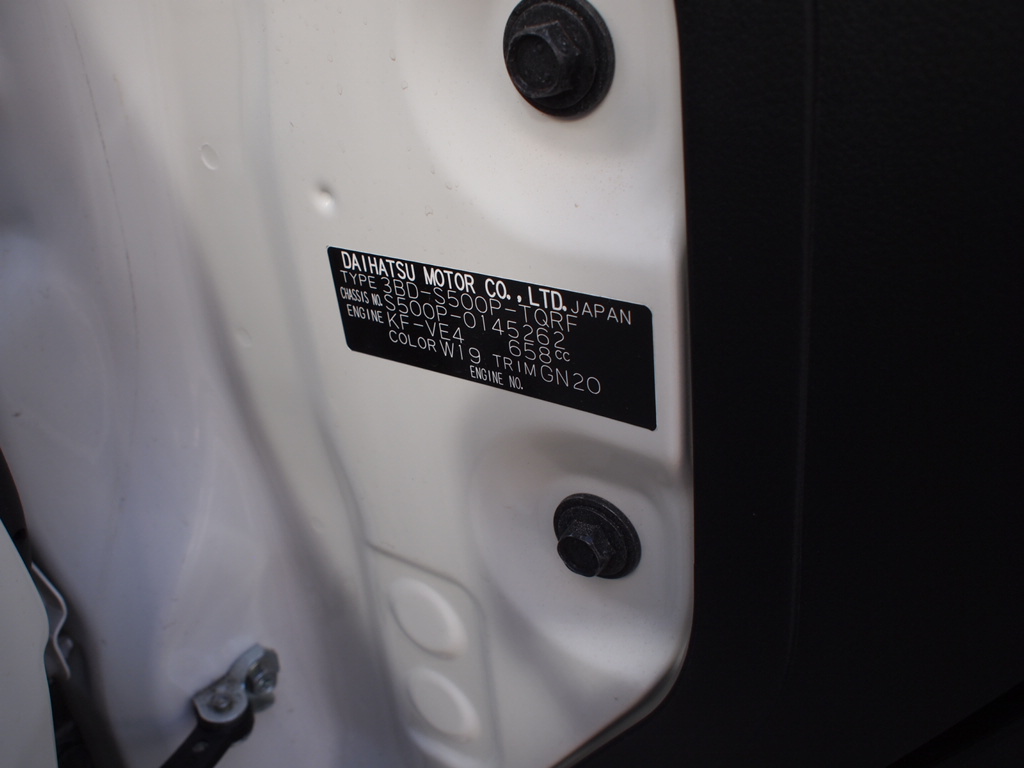 DAIHATSU MOTOR CO., LTD. JAPAN
TYPE 3BD-S500P-TQRF
CHASSIS NO. S500P-0145262
ENGINE KF-VE4 658cc
COLOR W19 TRIM GN20
ENGINE NO.